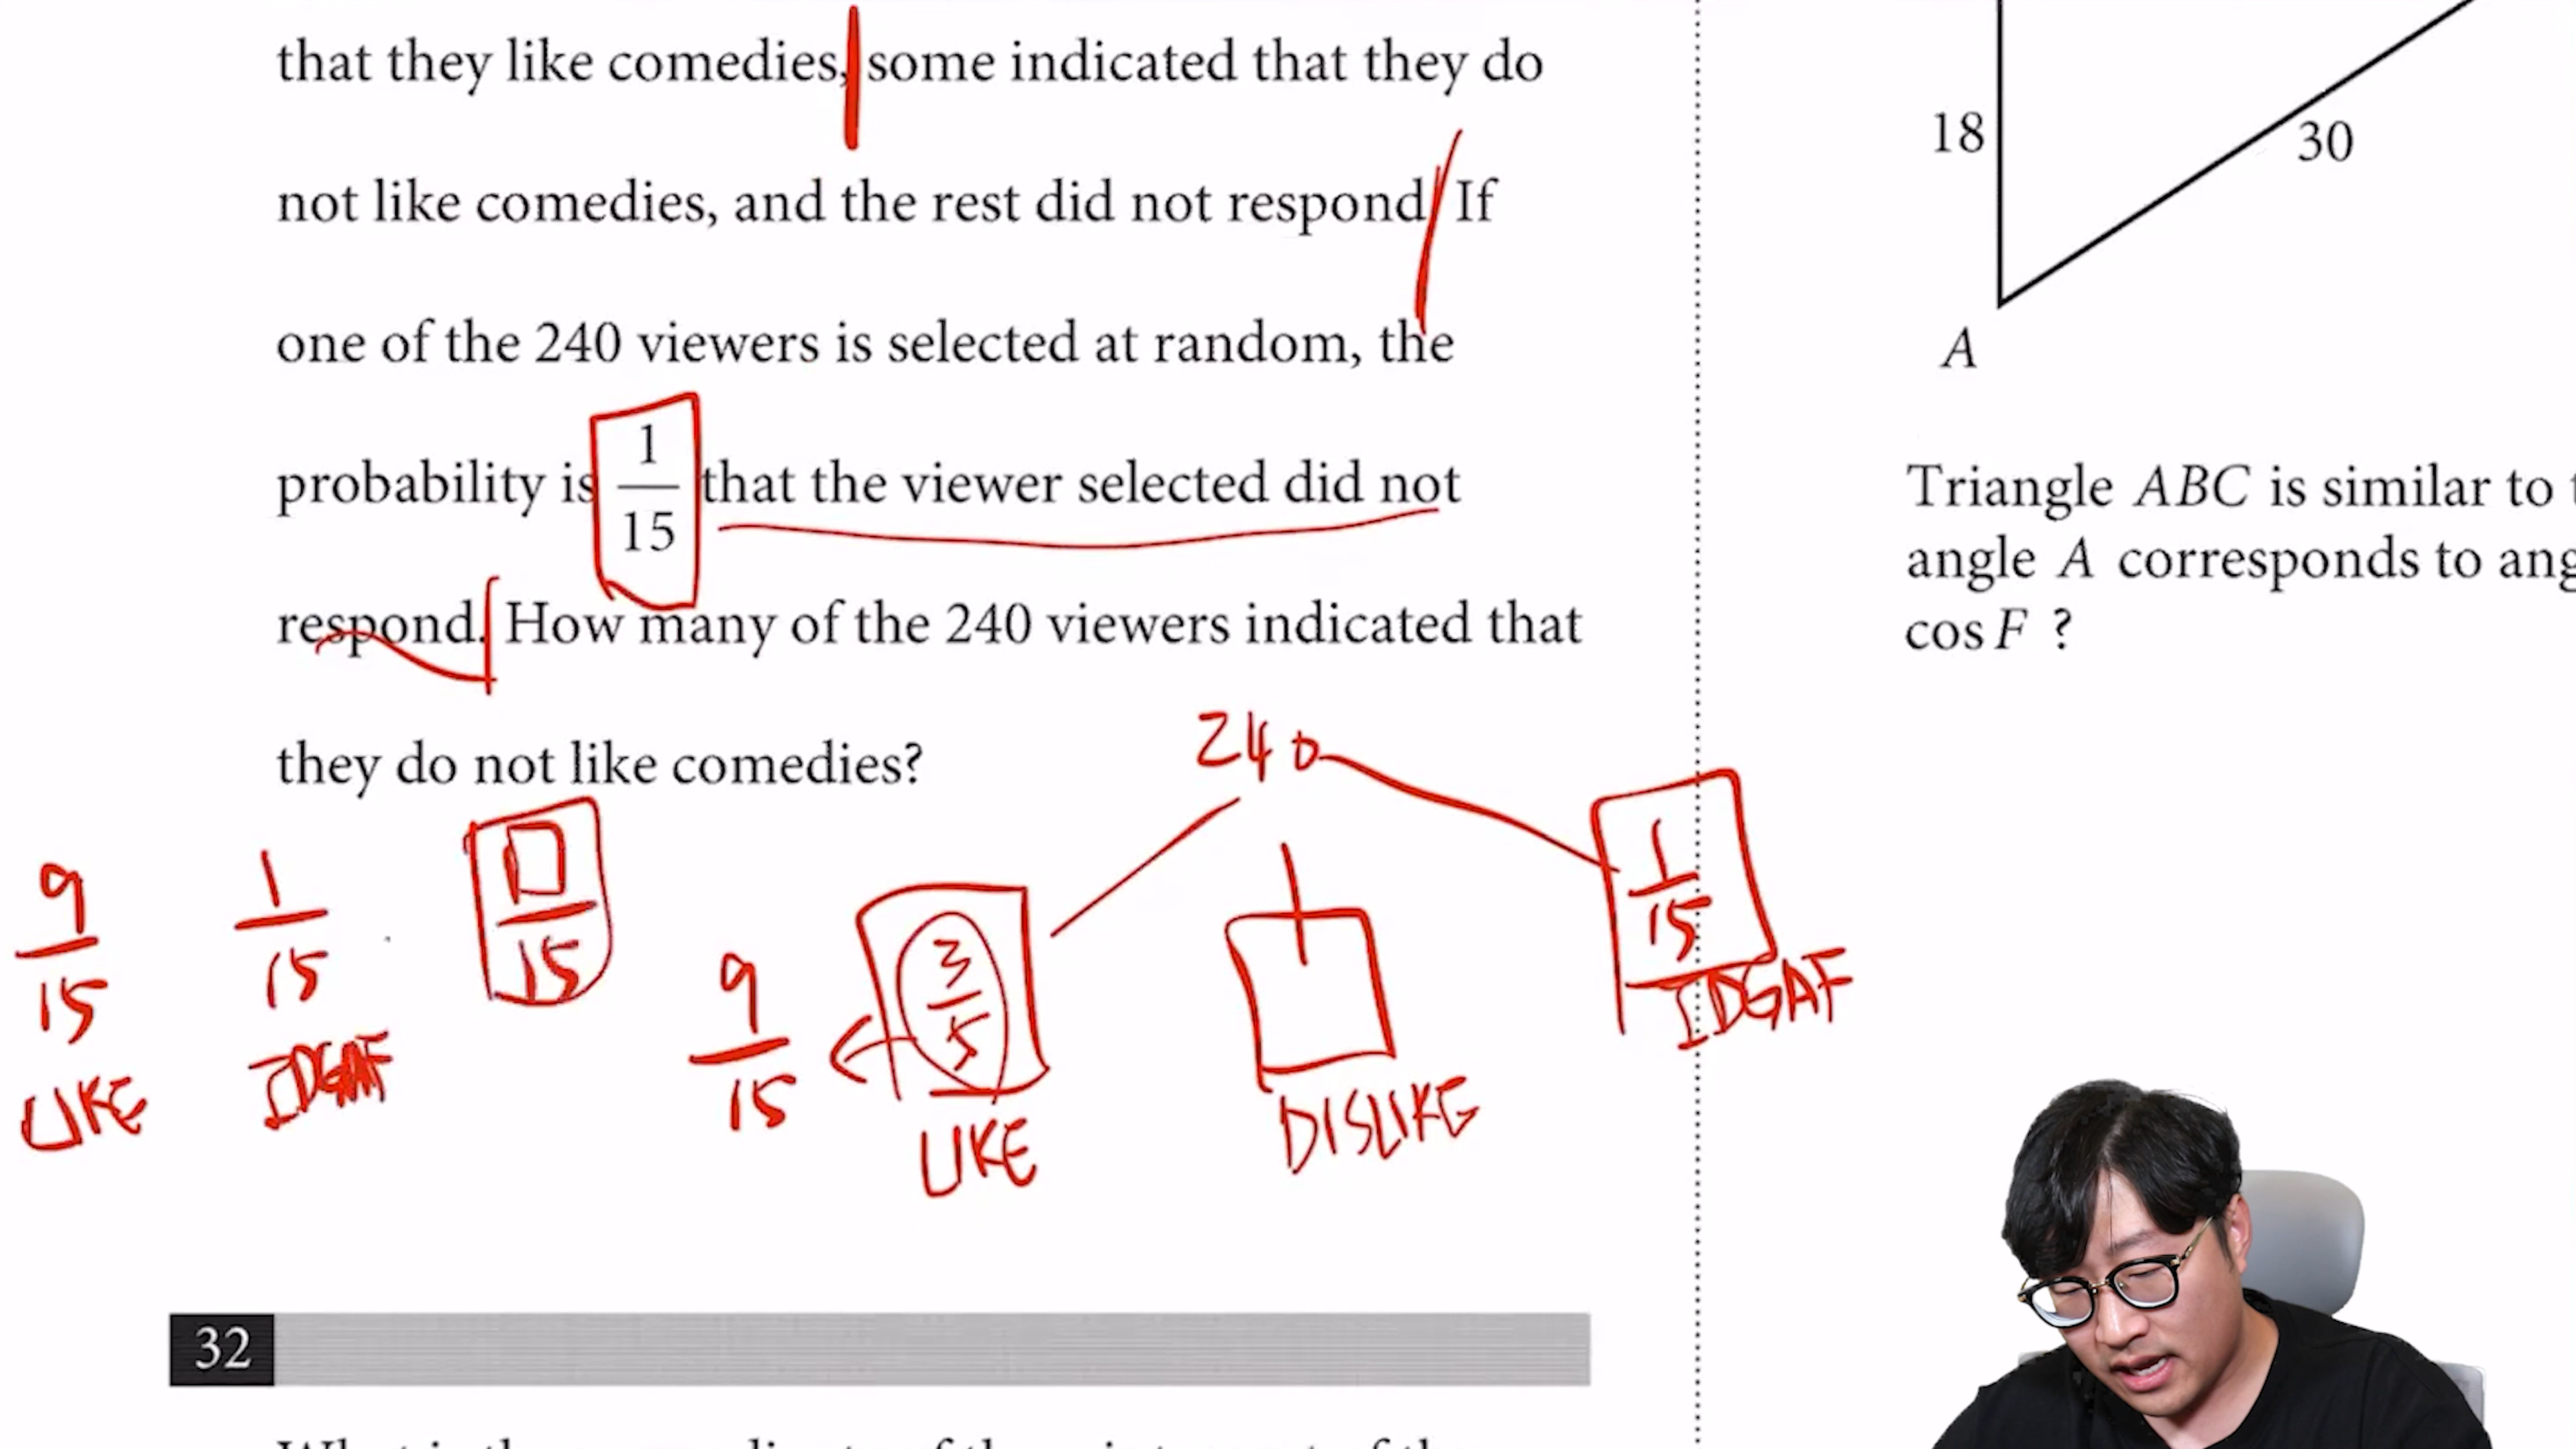 that they like comedies, some indicated that they do
not like comedies, and the rest did not respond. If
one of the 240 viewers is selected at random, the
probability is 1/15 that the viewer selected did not
respond. How many of the 240 viewers indicated that
they do not like comedies?
240
9/15
LIKE
1/15
IDGAF
□/15
9/15
3/5
LIKE
DISLIKE
1/15
IDGAF
32
18
30
A
Triangle ABC is similar to
angle A corresponds to ang
cos F ?